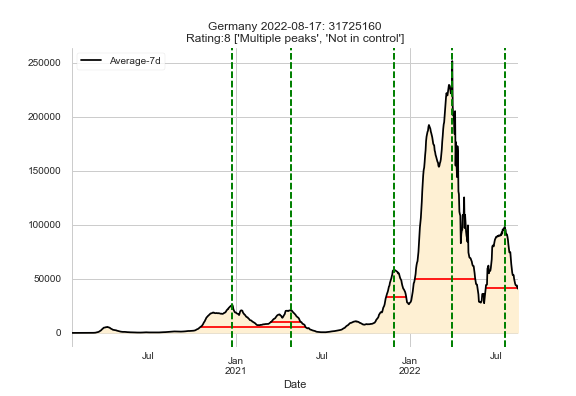 Germany 2022-08-17: 31725160
Rating:8 ['Multiple peaks', 'Not in control']
Average-7d
250000
200000
150000
100000
50000
0
Jul
Jan
2021
Jul
Jan
2022
Jul
Date